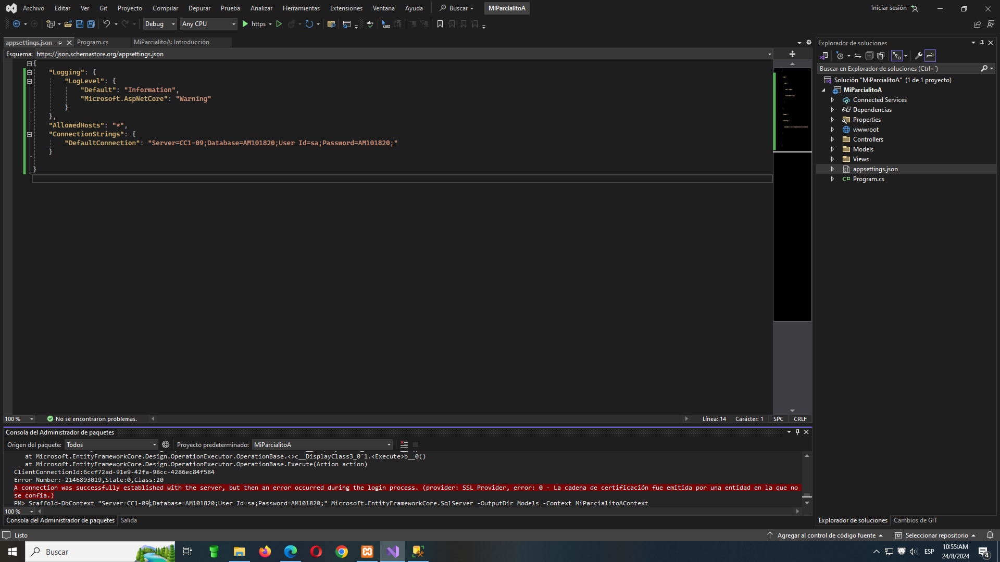 Archivo Editar Ver Git Proyecto Compilar Depurar Prueba Analizar Herramientas Extensiones Ventana Ayuda Buscar MiParcialitoA Iniciar sesión
Debug Any CPU https
appsettings.json Program.cs MiParcialitoA: Introducción
Esquema: https://json.schemastore.org/appsettings.json
{
"Logging": {
"LogLevel": {
"Default": "Information",
"Microsoft.AspNetCore": "Warning"
}
},
"AllowedHosts": "*",
"ConnectionStrings": {
"DefaultConnection": "Server=CC1-09;Database=AM101820;User Id=sa;Password=AM101820;"
}
}
100 % No se encontraron problemas. Línea: 14 Carácter: 1 SPC CRLF
Consola del Administrador de paquetes
Origen del paquete: Todos Proyecto predeterminado: MiParcialitoA
at Microsoft.EntityFrameworkCore.Design.OperationExecutor.OperationBase.<>c__DisplayClass3_0`1.<Execute>b__0()
at Microsoft.EntityFrameworkCore.Design.OperationExecutor.OperationBase.Execute(Action action)
ClientConnectionId:6ccf72ad-91e9-42fa-98cc-4286ec84f584
Error Number:-2146893019,State:0,Class:20
A connection was successfully established with the server, but then an error occurred during the login process. (provider: SSL Provider, error: 0 - La cadena de certificación fue emitida por una entidad en la que no
se confía.)
PM> Scaffold-DbContext "Server=CC1-09;Database=AM101820;User Id=sa;Password=AM101820;" Microsoft.EntityFrameworkCore.SqlServer -OutputDir Models -Context MiParcialitoAContext
100 %
Consola del Administrador de paquetes Salida
Explorador de soluciones
Buscar en Explorador de soluciones (Ctrl+´)
Solución "MiParcialitoA" (1 de 1 proyecto)
MiParcialitoA
Connected Services
Dependencias
Properties
wwwroot
Controllers
Models
Views
appsettings.json
C# Program.cs
Explorador de soluciones Cambios de GIT
Listo Agregar al control de código fuente Seleccionar repositorio
Buscar ESP 10:55:AM
24/8/2024
4